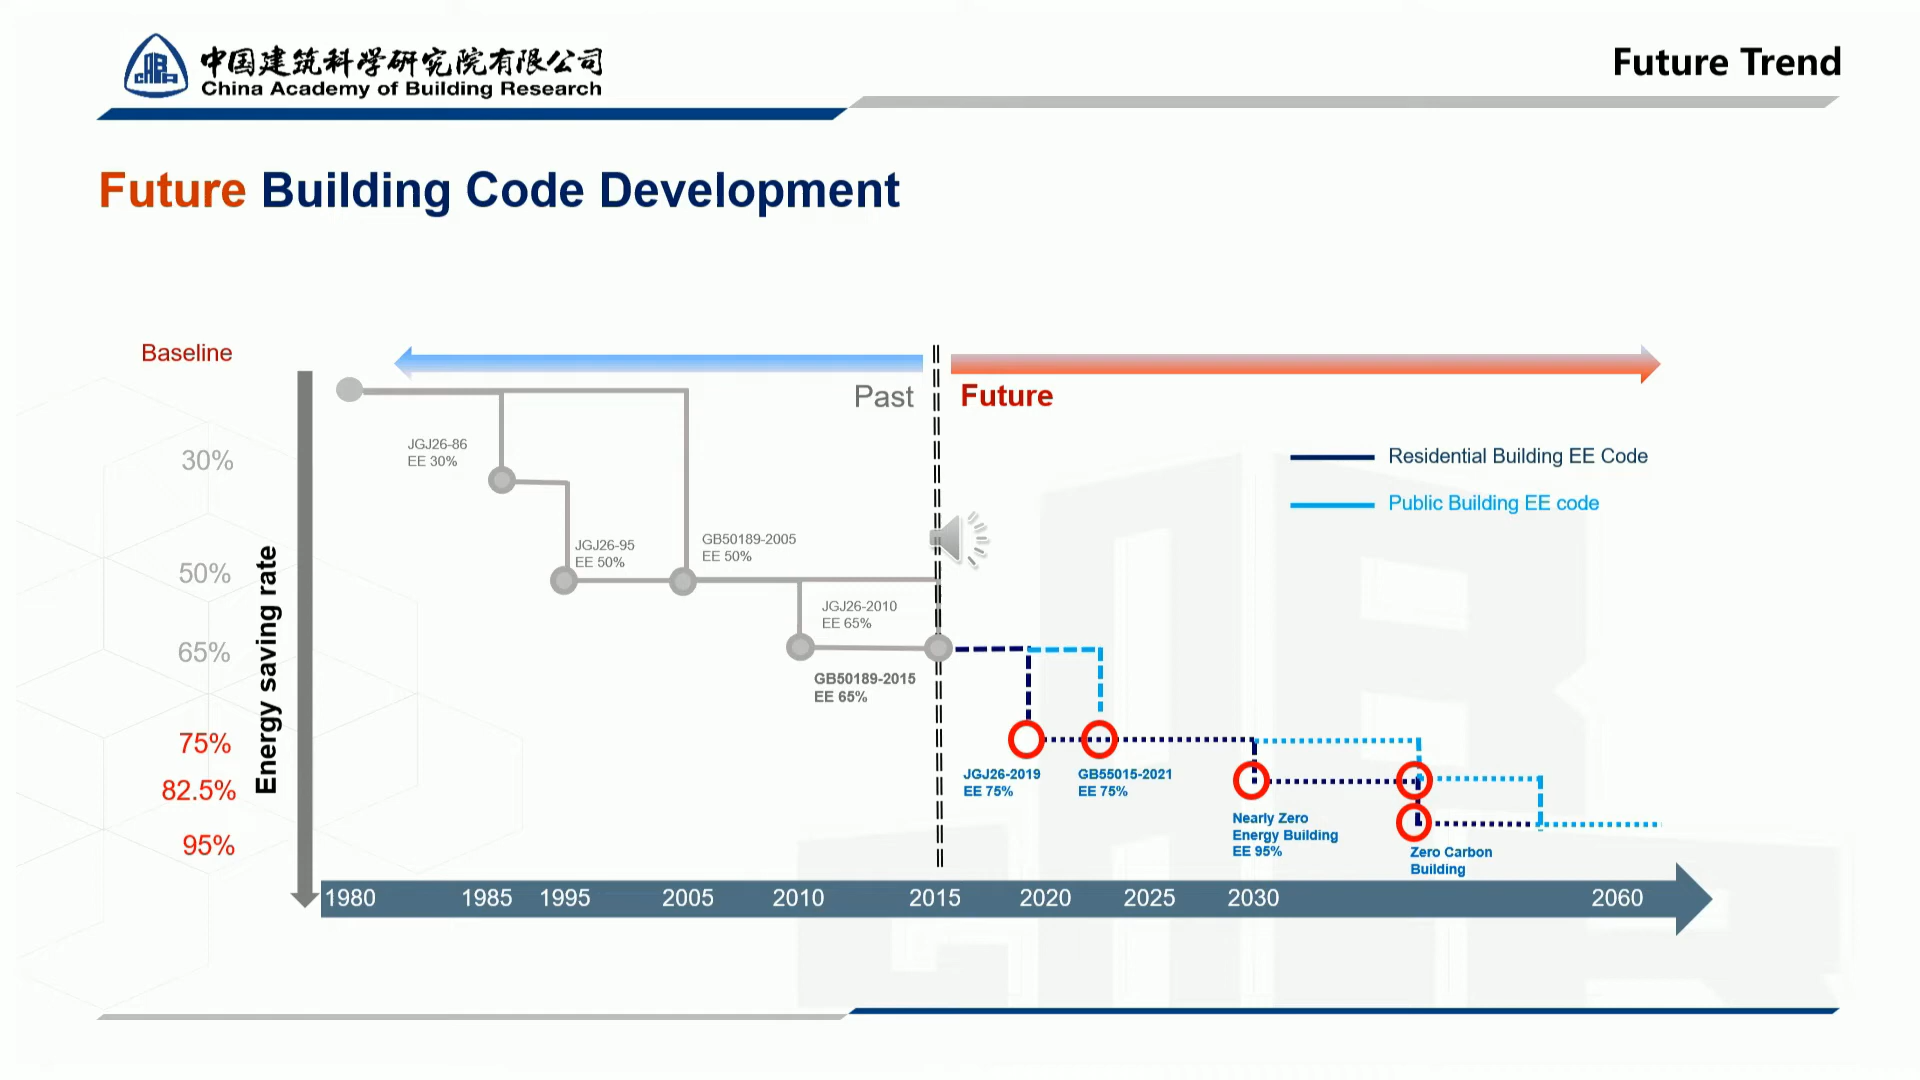 中国建筑科学研究院有限公司
China Academy of Building Research
CABR
Future Trend
Future Building Code Development
Baseline
30%
50%
65%
75%
82.5%
95%
Energy saving rate
Past
Future
Residential Building EE Code
Public Building EE code
JGJ26-86
EE 30%
JGJ26-95
EE 50%
GB50189-2005
EE 50%
JGJ26-2010
EE 65%
GB50189-2015
EE 65%
JGJ26-2019
EE 75%
GB55015-2021
EE 75%
Nearly Zero
Energy Building
EE 95%
Zero Carbon
Building
1980 1985 1995 2005 2010 2015 2020 2025 2030 2060